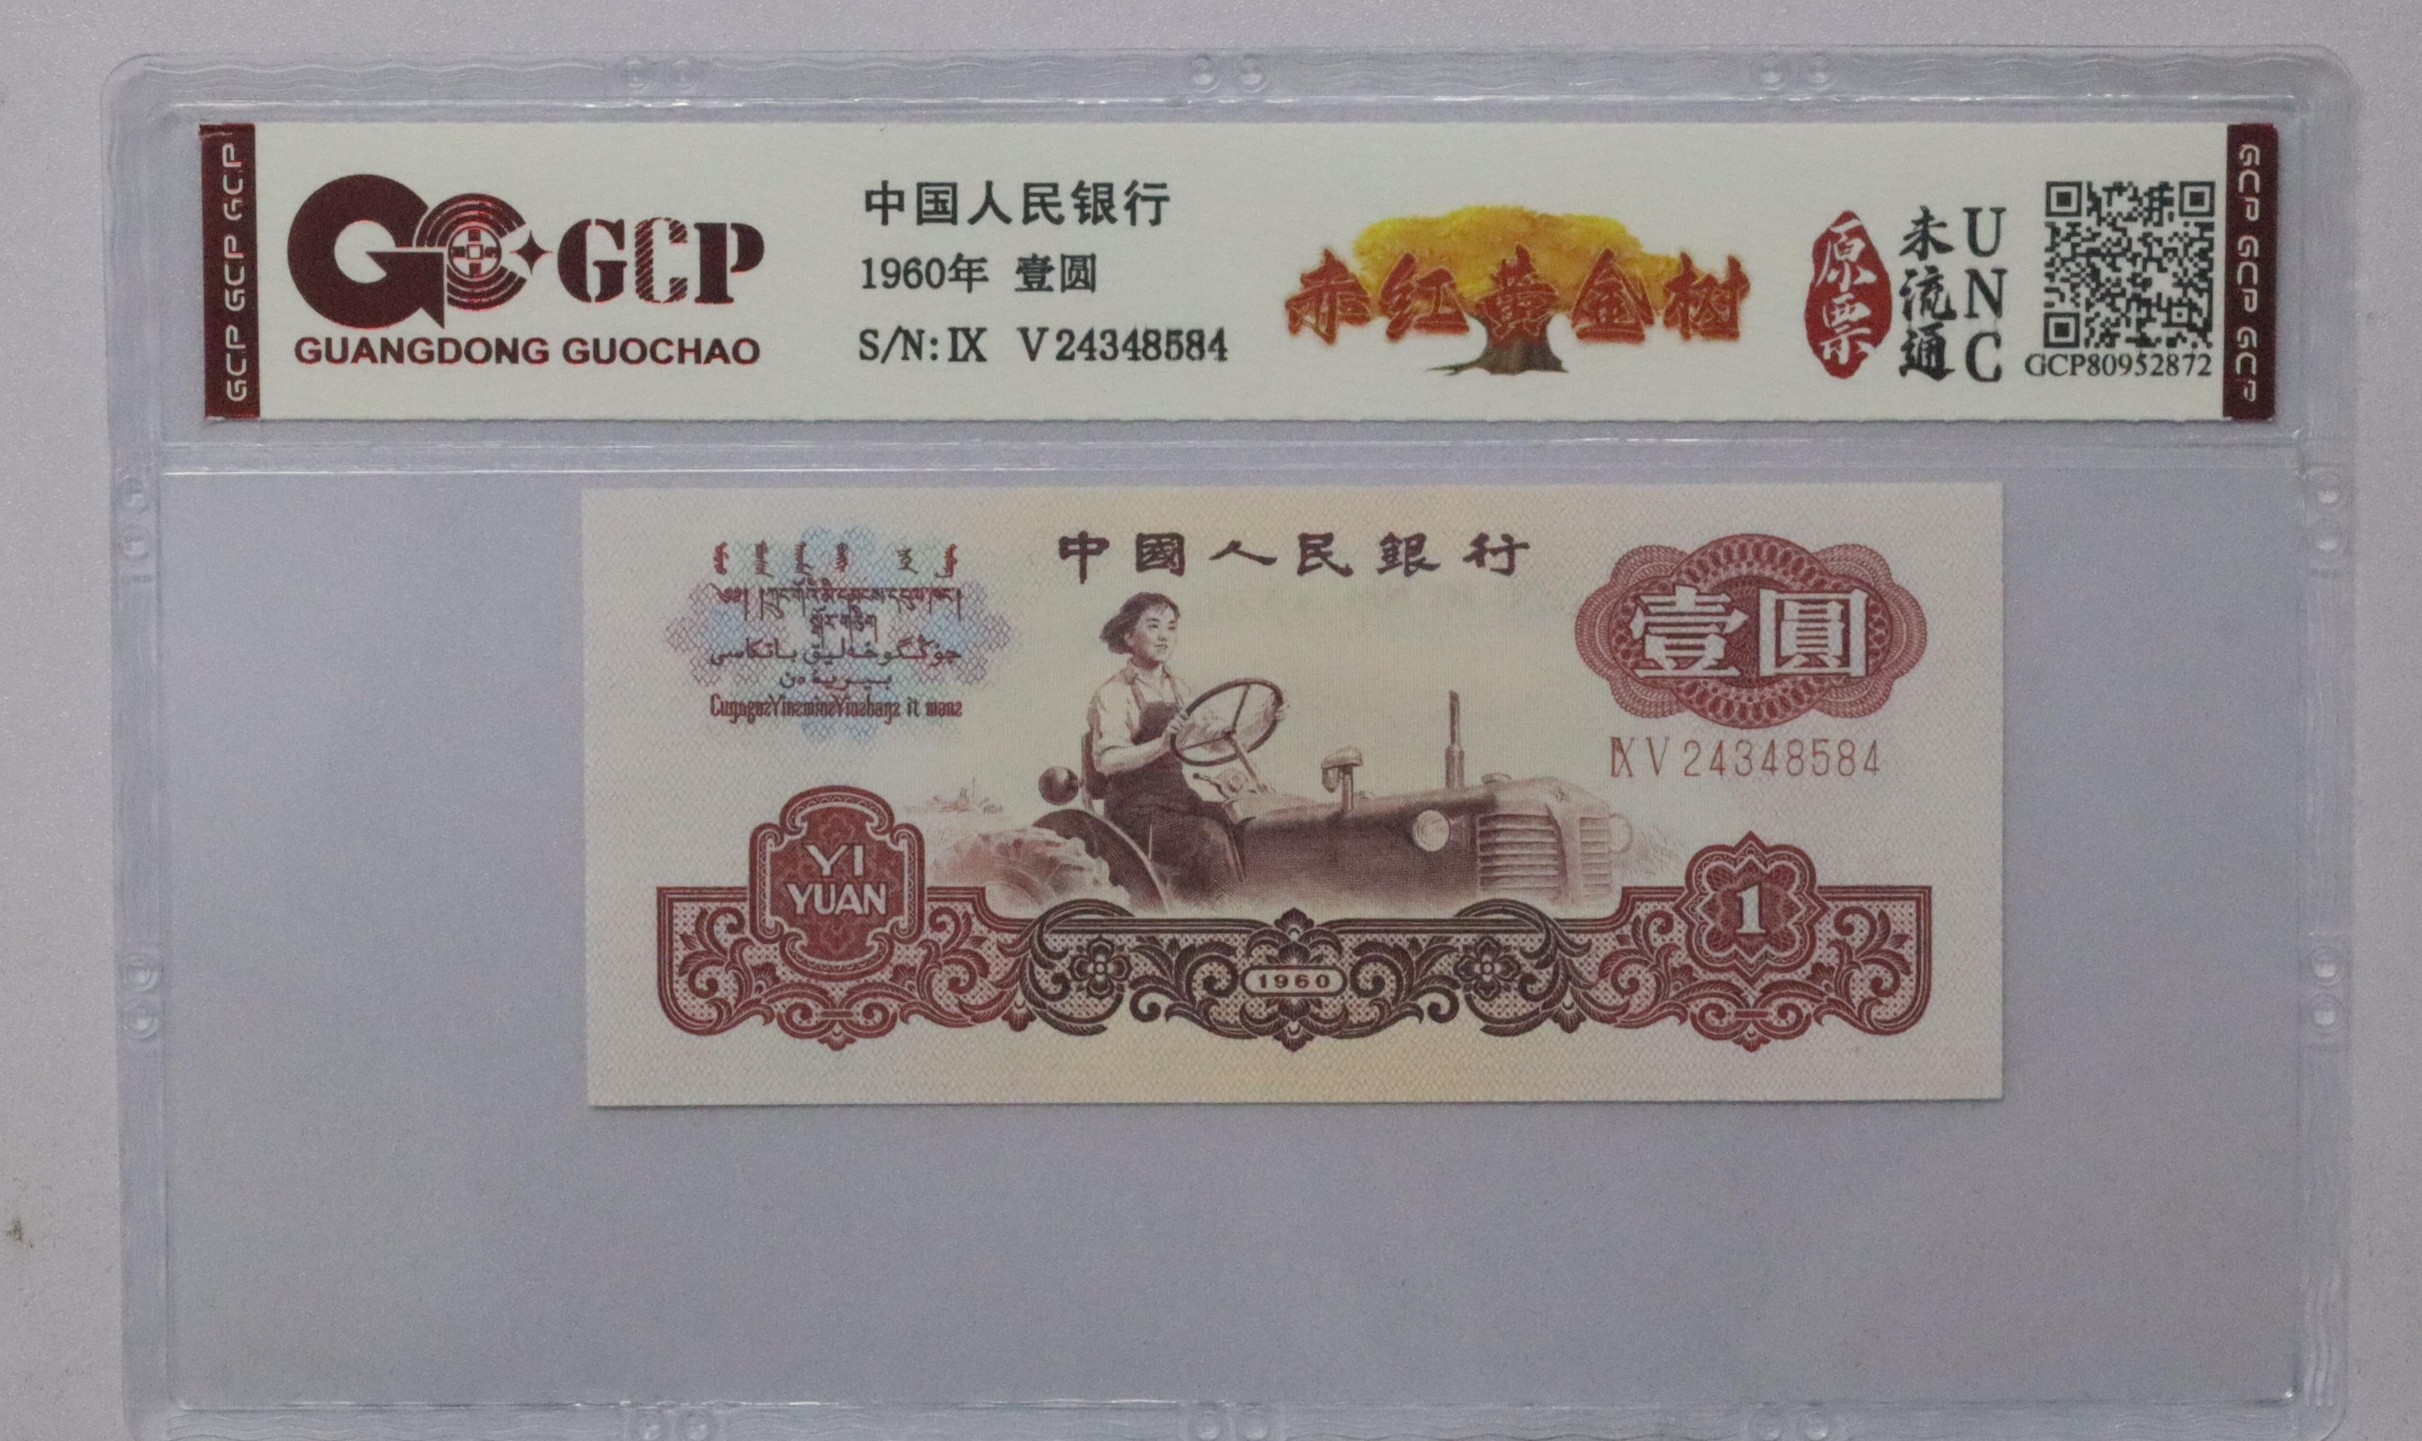 GCP GCP GCP
GCP
GUANGDONG GUOCHAO
中国人民银行
1960年 壹圆
S/N: IX V 24348584
赤红黄金树
原票
未流通
UNC
GCP80952872
GCP GCP GCP
中國人民銀行
壹圓
IX V 24348584
YI
YUAN
1
1960